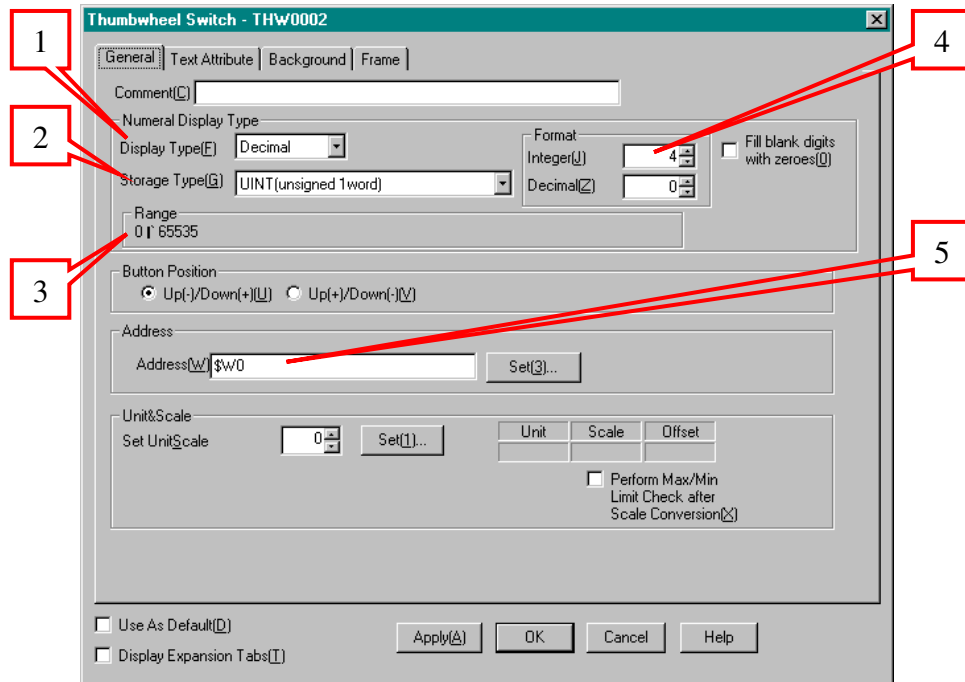 Thumbwheel Switch - THW0002
1
4
General Text Attribute Background Frame
Comment(C)
2
Numeral Display Type
Display Type(F) Decimal
Format
Integer(J) 4
Fill blank digits
with zeroes(0)
Storage Type(G) UINT(unsigned 1word)
Decimal(Z) 0
Range
0 65535
3
5
Button Position
Up(-)/Down(+)(U) Up(+)/Down(-)(V)
Address
Address(W) $W0 Set(3)...
Unit&Scale
Set UnitScale 0 Set(1)...
Unit Scale Offset
Perform Max/Min
Limit Check after
Scale Conversion(X)
Use As Default(D)
Display Expansion Tabs(T)
Apply(A) OK Cancel Help